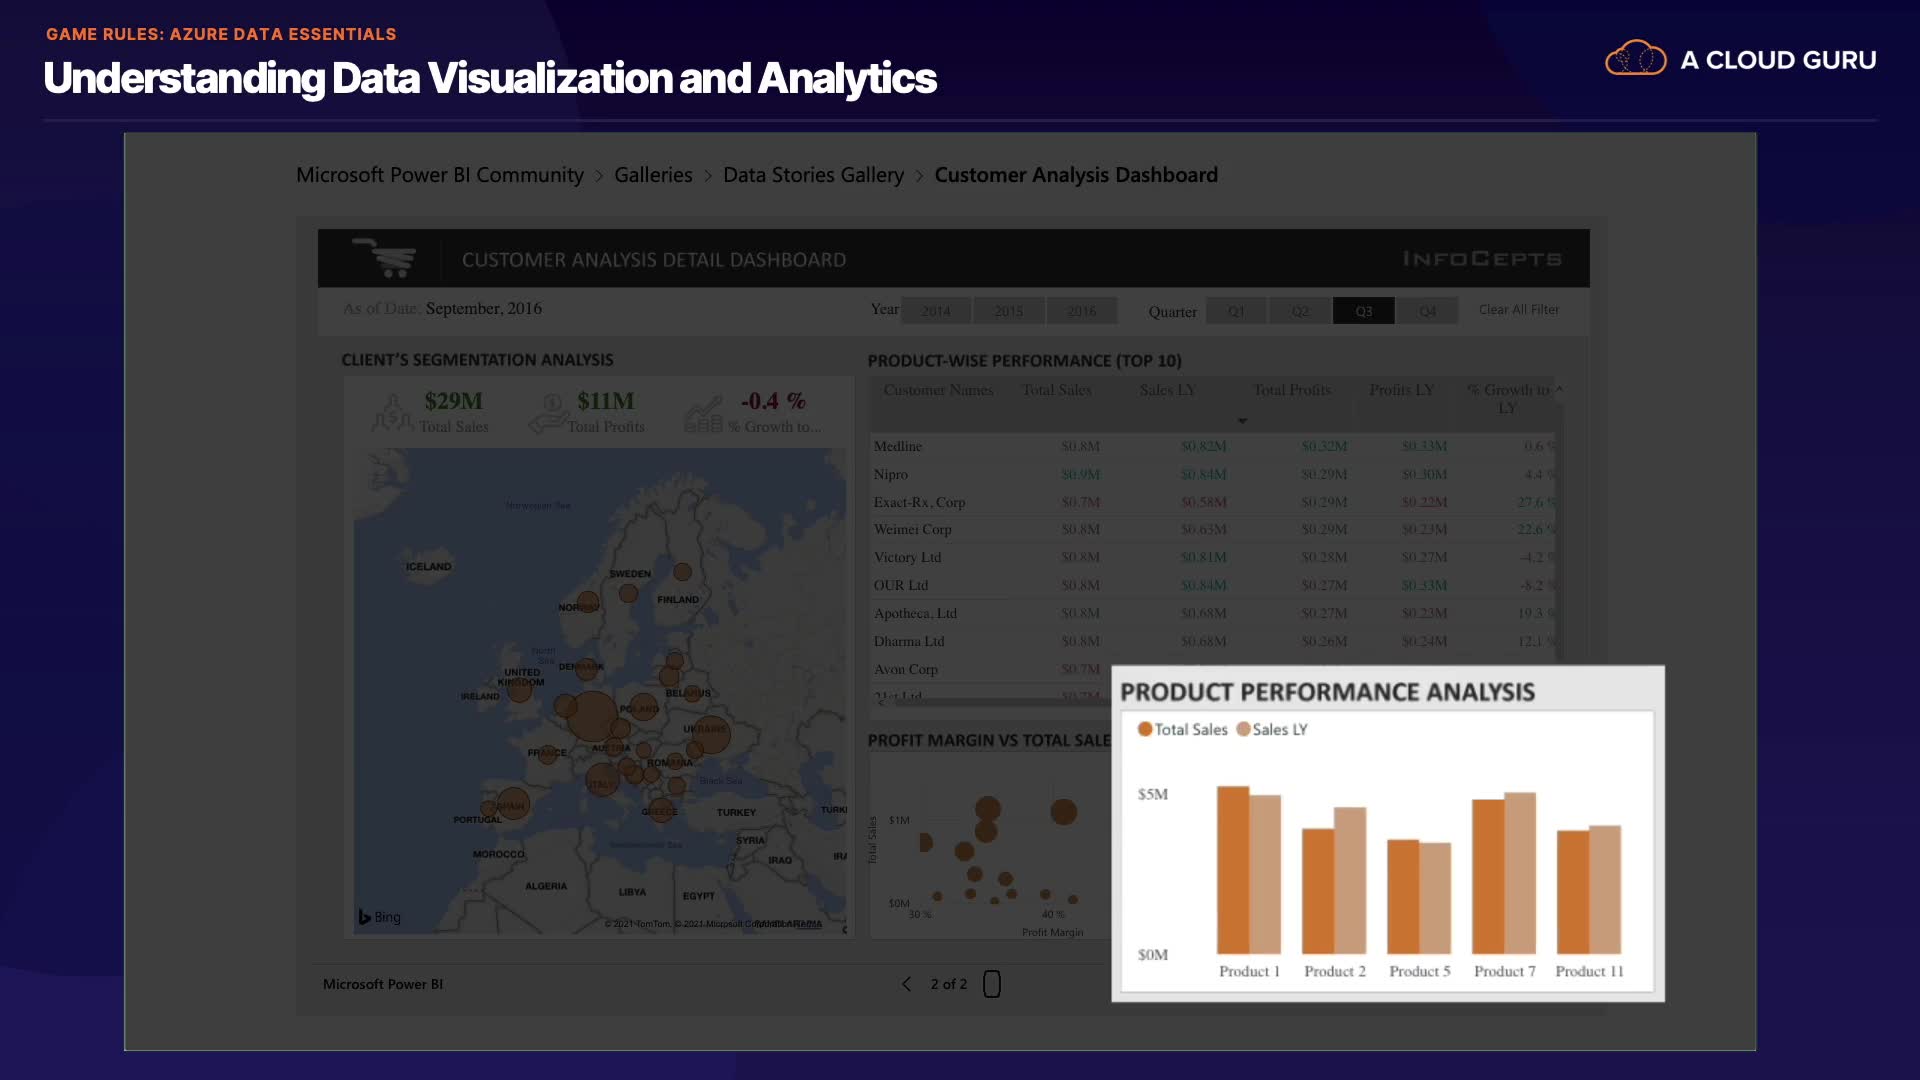 GAME RULES: AZURE DATA ESSENTIALS
Understanding Data Visualization and Analytics
A CLOUD GURU
Microsoft Power BI Community > Galleries > Data Stories Gallery > Customer Analysis Dashboard
CUSTOMER ANALYSIS DETAIL DASHBOARD
INFOCEPTS
As of Date: September, 2016
Year 2014 2015 2016 Quarter Q1 Q2 Q3 Q4 Clear All Filter
CLIENT'S SEGMENTATION ANALYSIS
$29M
Total Sales
$11M
Total Profits
-0.4 %
% Growth to...
Norwegian Sea
ICELAND
SWEDEN
FINLAND
NORWAY
North Sea
DENMARK
UNITED KINGDOM
IRELAND
BELARUS
POLAND
UKRAINE
FRANCE
AUSTRIA
ROMANIA
ITALY
Black Sea
SPAIN
PORTUGAL
GREECE
TURKEY
SYRIA
MOROCCO
IRAQ
ALGERIA
LIBYA
EGYPT
Bing
© 2021 TomTom, © 2021 Microsoft
PRODUCT-WISE PERFORMANCE (TOP 10)
Customer Names Total Sales Sales LY Total Profits Profits LY % Growth to LY
Medline $0.8M $0.82M $0.32M $0.33M 0.6 %
Nipro $0.9M $0.84M $0.29M $0.30M 4.4 %
Exact-Rx, Corp $0.7M $0.58M $0.29M $0.22M 27.6 %
Weimei Corp $0.8M $0.63M $0.29M $0.23M 22.6 %
Victory Ltd $0.8M $0.81M $0.28M $0.27M -4.2 %
OUR Ltd $0.8M $0.84M $0.27M $0.33M -8.2 %
Apotheca, Ltd $0.8M $0.68M $0.27M $0.23M 19.3 %
Dharma Ltd $0.8M $0.68M $0.26M $0.24M 12.1 %
Avon Corp $0.7M
21st Ltd $0.7M
PROFIT MARGIN VS TOTAL SALE
Total Sales
$1M
$0M
30 % 40 %
Profit Margin
PRODUCT PERFORMANCE ANALYSIS
Total Sales Sales LY
$5M
$0M
Product 1 Product 2 Product 5 Product 7 Product 11
Microsoft Power BI
2 of 2